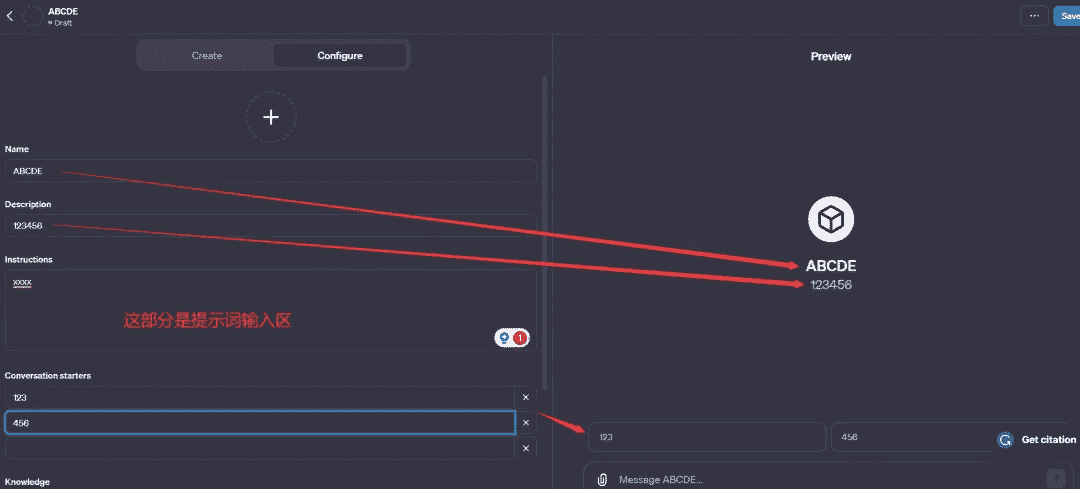 ABCDE
Draft
...
Save
Create
Configure
Preview
Name
ABCDE
Description
123456
Instructions
xxxx
这部分是提示词输入区
1
ABCDE
123456
Conversation starters
123
456
123
456
Get citation
Knowledge
Message ABCDE...